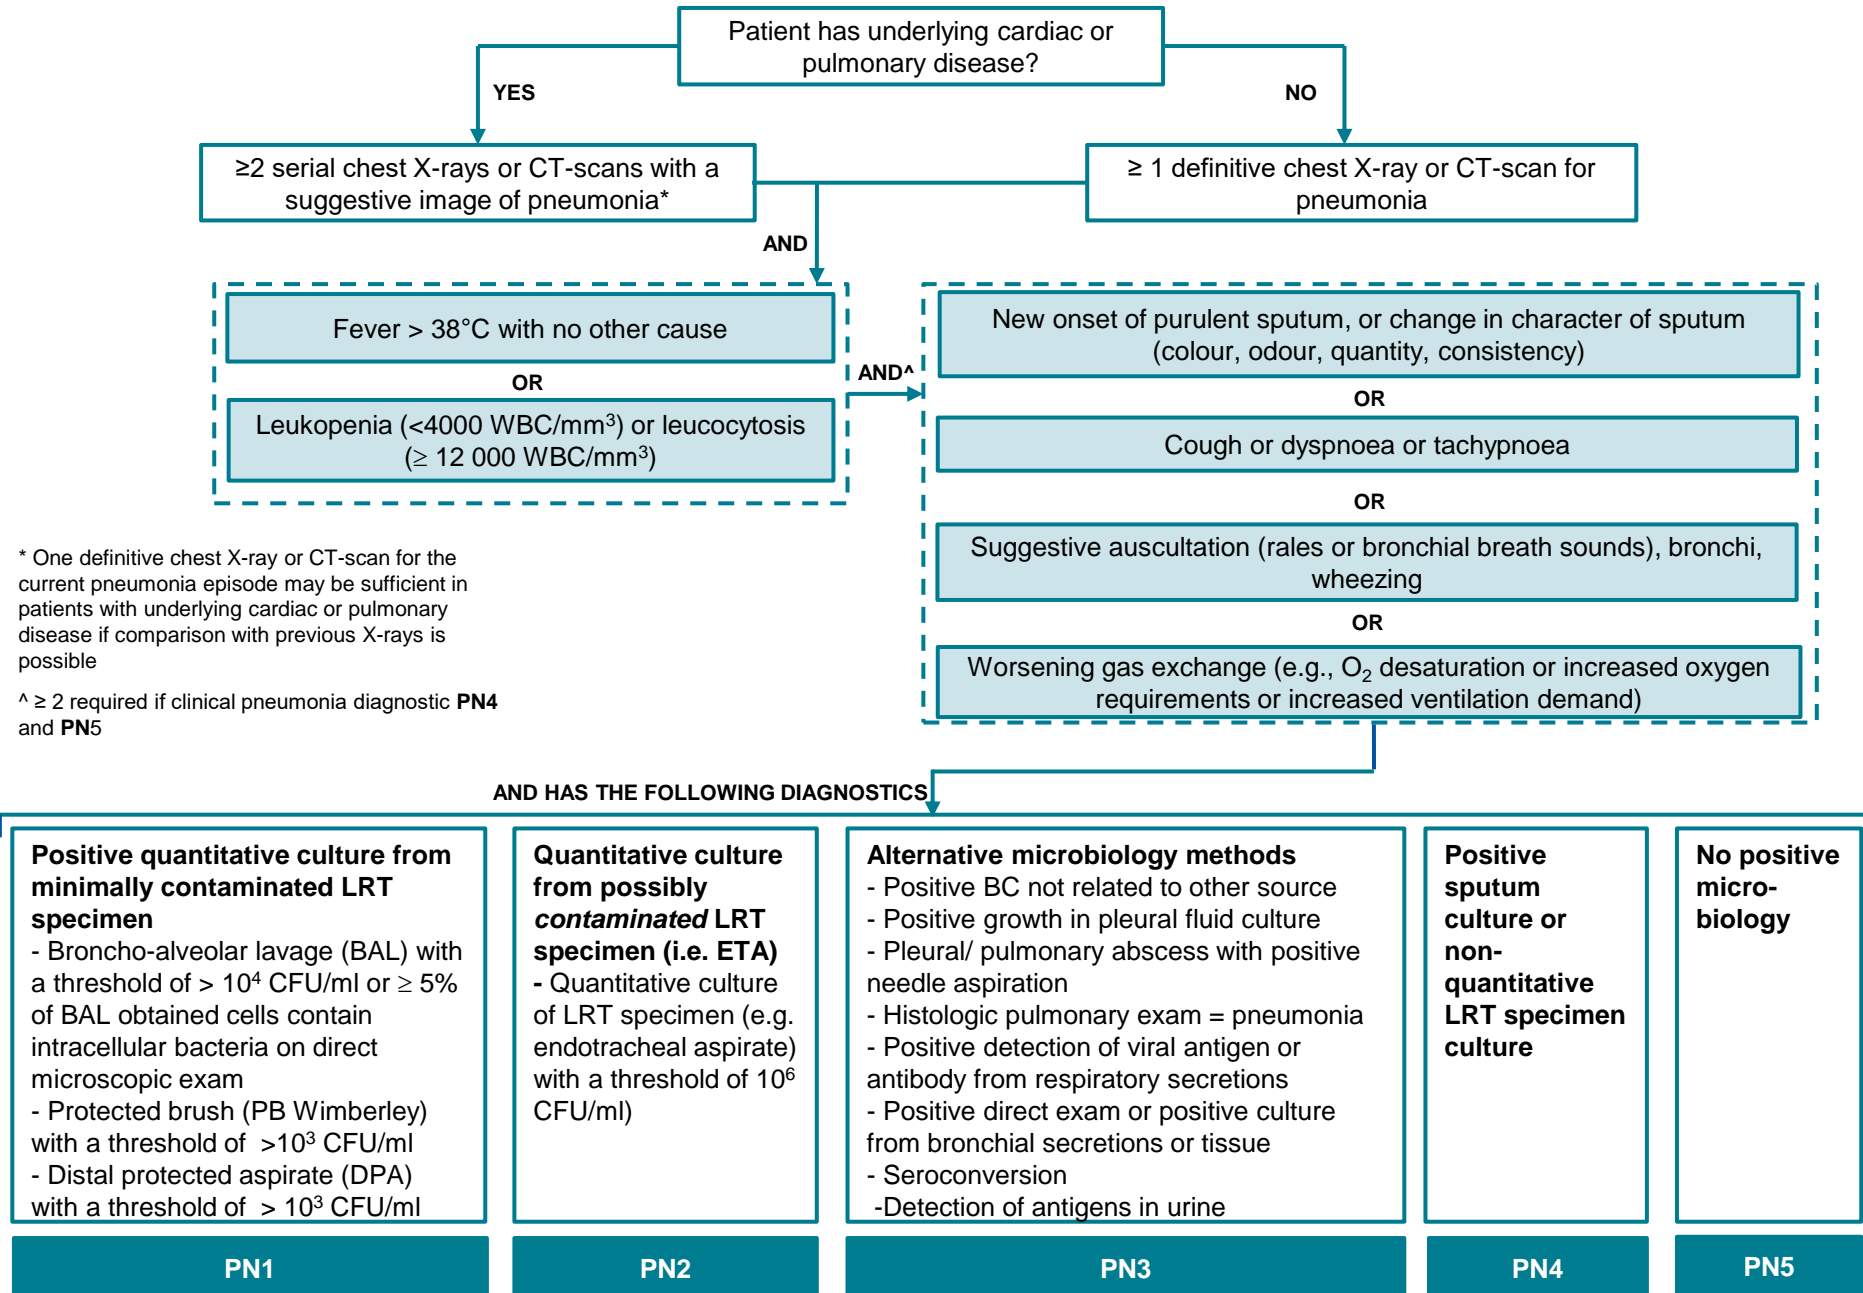 Patient has underlying cardiac or
pulmonary disease?
YES
NO
≥2 serial chest X-rays or CT-scans with a
suggestive image of pneumonia*
≥ 1 definitive chest X-ray or CT-scan for
pneumonia
AND
Fever > 38°C with no other cause
OR
Leukopenia (<4000 WBC/mm³) or leucocytosis
(≥ 12 000 WBC/mm³)
AND^
New onset of purulent sputum, or change in character of sputum
(colour, odour, quantity, consistency)
OR
Cough or dyspnoea or tachypnoea
OR
Suggestive auscultation (rales or bronchial breath sounds), bronchi,
wheezing
OR
Worsening gas exchange (e.g., O₂ desaturation or increased oxygen
requirements or increased ventilation demand)
* One definitive chest X-ray or CT-scan for the
current pneumonia episode may be sufficient in
patients with underlying cardiac or pulmonary
disease if comparison with previous X-rays is
possible
^ ≥ 2 required if clinical pneumonia diagnostic PN4
and PN5
AND HAS THE FOLLOWING DIAGNOSTICS
Positive quantitative culture from
minimally contaminated LRT
specimen
- Broncho-alveolar lavage (BAL) with
a threshold of > 10⁴ CFU/ml or ≥ 5%
of BAL obtained cells contain
intracellular bacteria on direct
microscopic exam
- Protected brush (PB Wimberley)
with a threshold of >10³ CFU/ml
- Distal protected aspirate (DPA)
with a threshold of > 10³ CFU/ml
PN1
Quantitative culture
from possibly
contaminated LRT
specimen (i.e. ETA)
- Quantitative culture
of LRT specimen (e.g.
endotracheal aspirate)
with a threshold of 10⁶
CFU/ml)
PN2
Alternative microbiology methods
- Positive BC not related to other source
- Positive growth in pleural fluid culture
- Pleural/ pulmonary abscess with positive
needle aspiration
- Histologic pulmonary exam = pneumonia
- Positive detection of viral antigen or
antibody from respiratory secretions
- Positive direct exam or positive culture
from bronchial secretions or tissue
- Seroconversion
-Detection of antigens in urine
PN3
Positive
sputum
culture or
non-
quantitative
LRT specimen
culture
PN4
No positive
micro-
biology
PN5